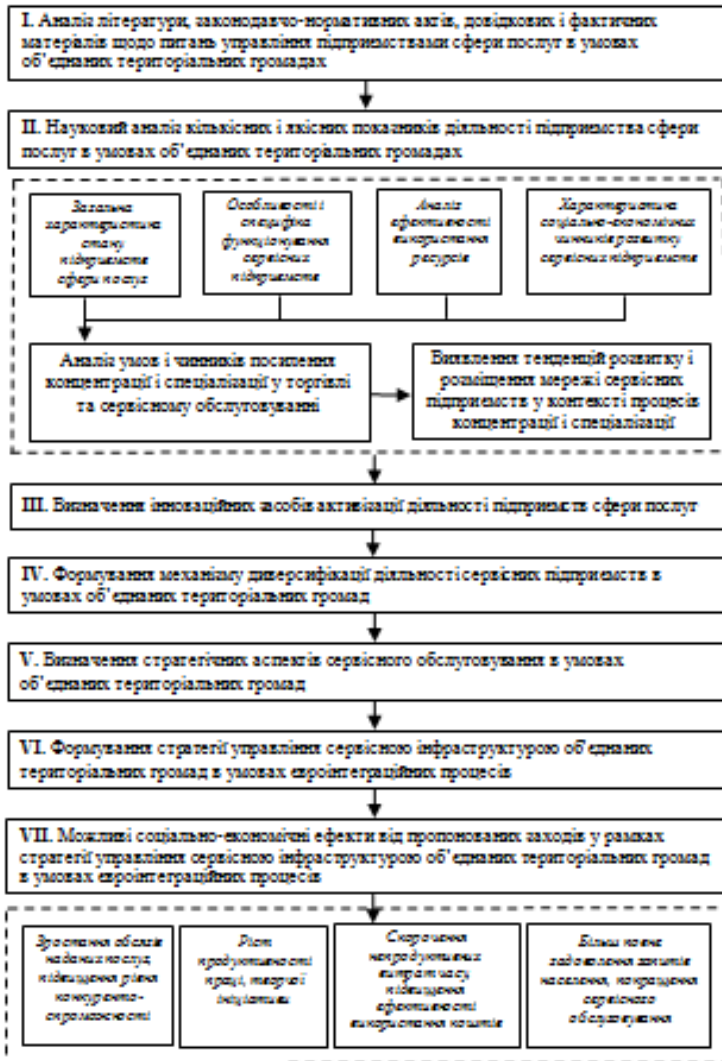 І. Аналіз літератури, законодавчо-нормативних актів, довідкових і фактичних
матеріалів щодо питань управління підприємствами сфери послуг в умовах
об’єднаних територіальних громадах
ІІ. Науковий аналіз кількісних і якісних показників діяльності підприємства сфери
послуг в умовах об’єднаних територіальних громадах
Загальна
характеристика
стану
підприємств
сфери послуг
Особливості і
специфіка
функціонування
сервісних
підприємств
Аналіз
ефективності
використання
ресурсів
Характеристика
соціально-економічних
чинників розвитку
сервісних підприємств
Аналіз умов і чинників посилення
концентрації і спеціалізації у торгівлі
та сервісному обслуговуванні
Виявлення тенденцій розвитку і
розміщення мережі сервісних
підприємств у контексті процесів
концентрації і спеціалізації
ІІІ. Визначення інноваційних засобів активізації діяльності підприємств сфери послуг
IV. Формування механізму диверсифікації діяльності сервісних підприємств в
умовах об’єднаних територіальних громад
V. Визначення стратегічних аспектів сервісного обслуговування в умовах
об’єднаних територіальних громад
VI. Формування стратегії управління сервісною інфраструктурою об’єднаних
територіальних громад в умовах євроінтеграційних процесів
VII. Можливі соціально-економічні ефекти від пропонованих заходів у рамках
стратегії управління сервісною інфраструктурою об’єднаних територіальних громад
в умовах євроінтеграційних процесів
Зростання обсягів
наданих послуг,
підвищення рівня
конкуренто-
спроможності
Ріст
продуктивності
праці, творчої
ініціативи
Скорочення
непродуктивних
витрат часу,
підвищення
ефективності
використання коштів
Більш повне
задоволення запитів
населення, покращення
сервісного
обслуговування